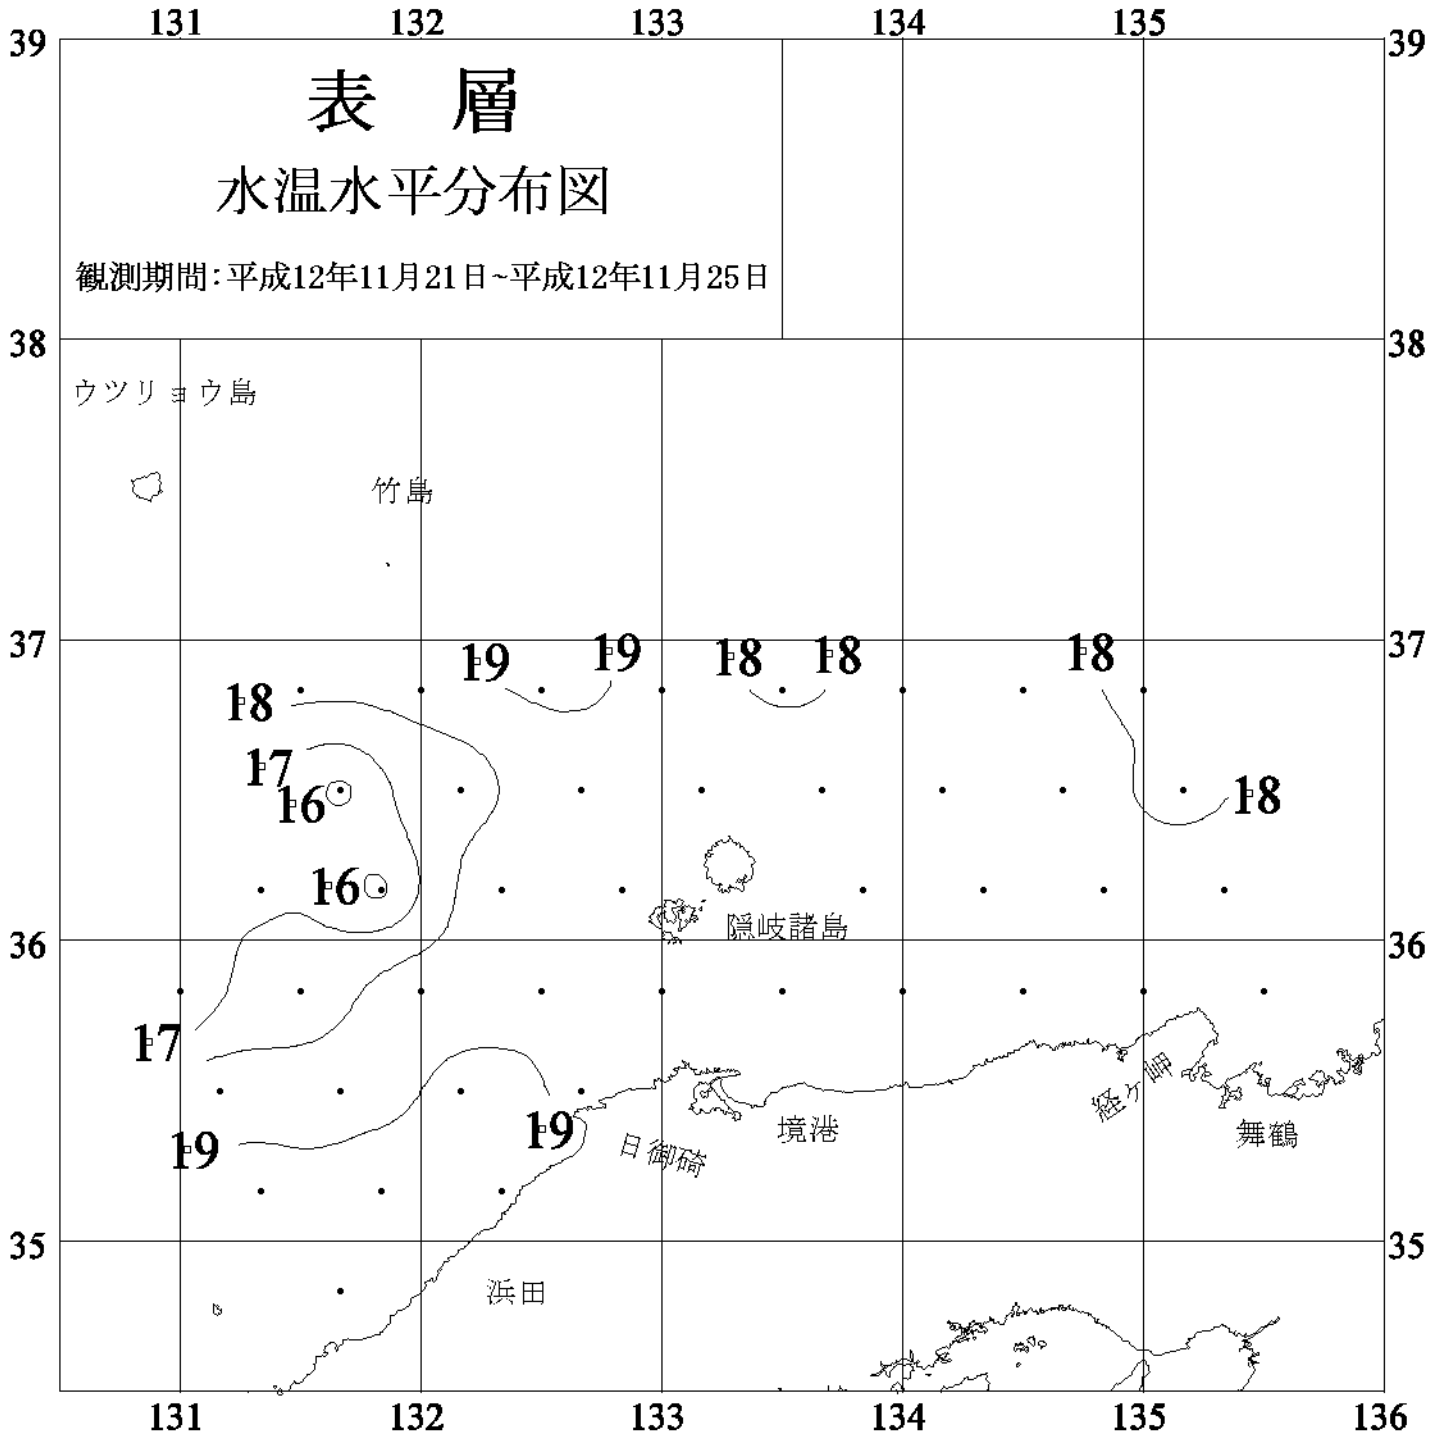 131 132 133 134 135
39 39
表 層
水温水平分布図
観測期間:平成12年11月21日~平成12年11月25日
38 38
ウツリョウ島
竹島
37 37
19 19 18 18 18
18
17
16 18
16
隠岐諸島
36 36
17
経ケ岬
19 19 境港 舞鶴
日御碕
35 35
浜田
131 132 133 134 135 136